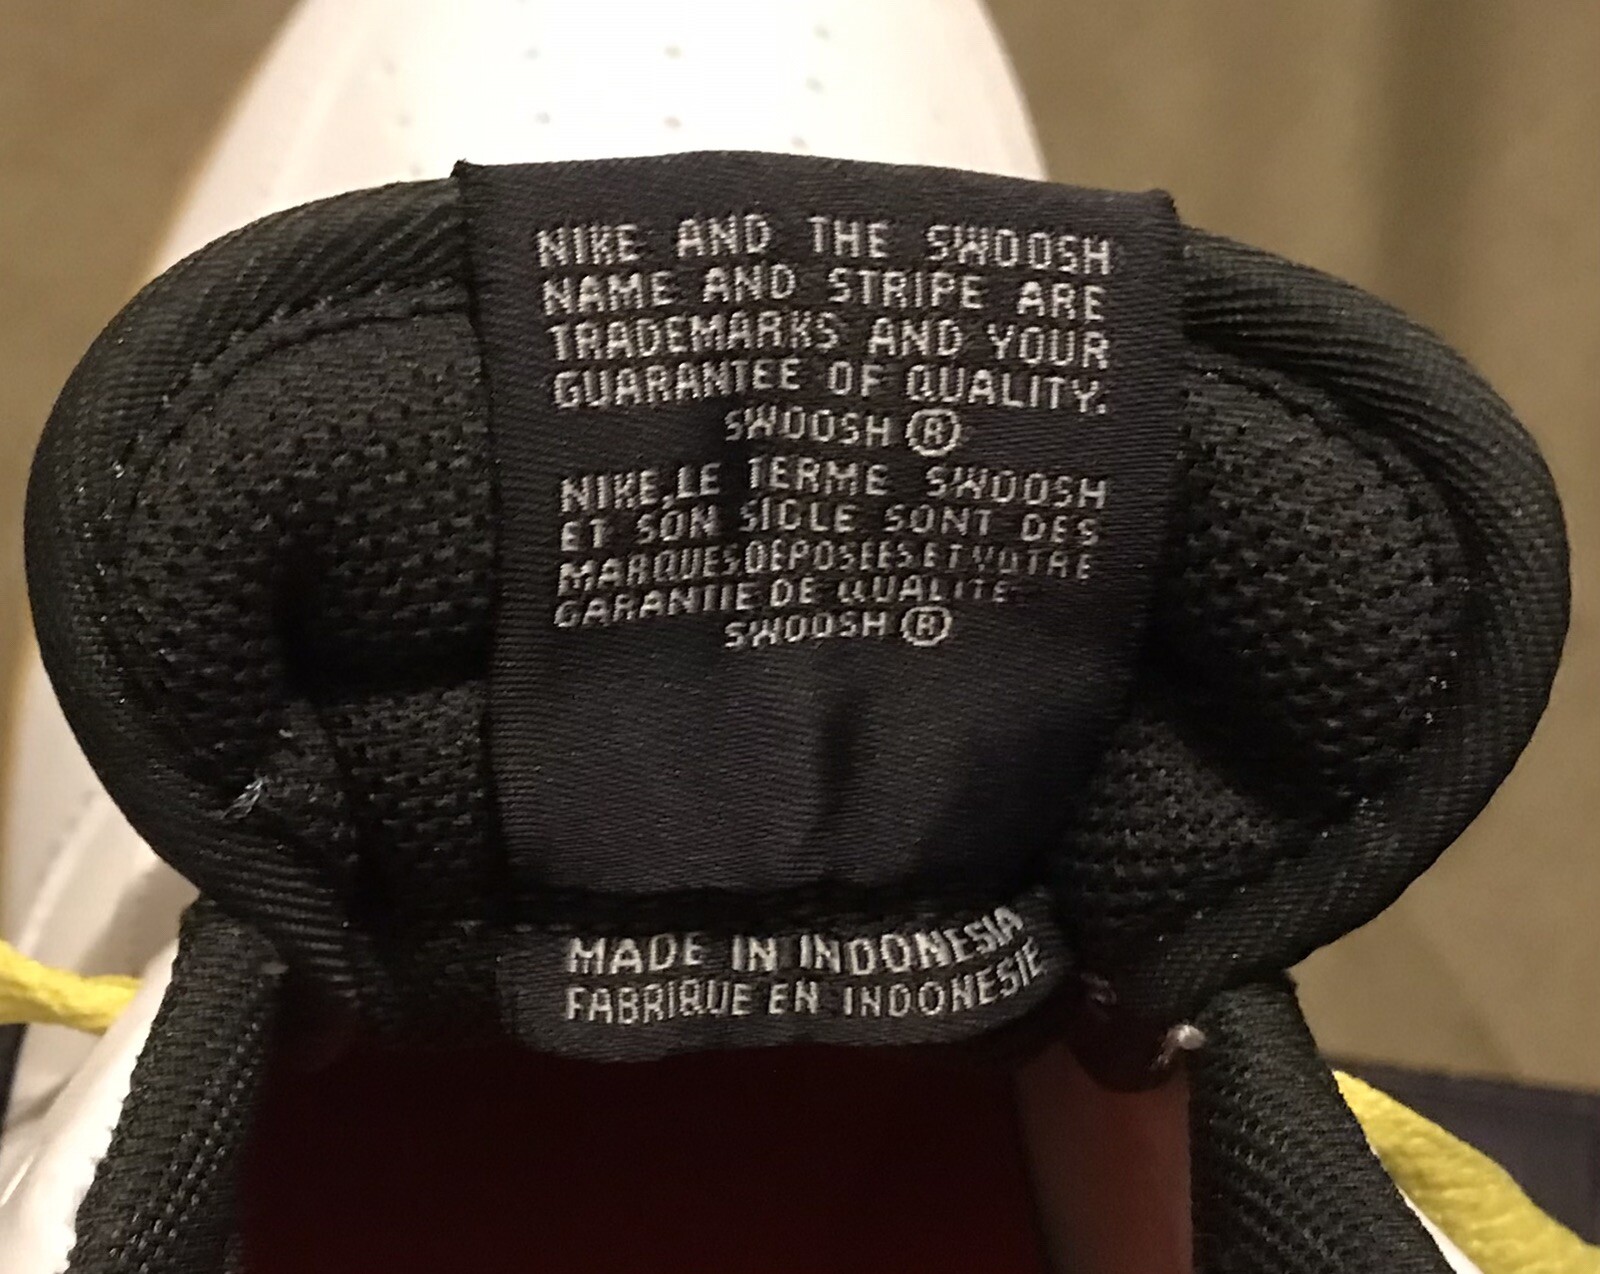 NIKE AND THE SWOOSH
NAME AND STRIPE ARE
TRADEMARKS AND YOUR
GUARANTEE OF QUALITY.
SWOOSH ®
NIKE, LE TERME SWOOSH
ET SON SIGLE SONT DES
MARQUES DEPOSEES ET VOTRE
GARANTIE DE QUALITE
SWOOSH ®
MADE IN INDONESIA
FABRIQUE EN INDONESIE